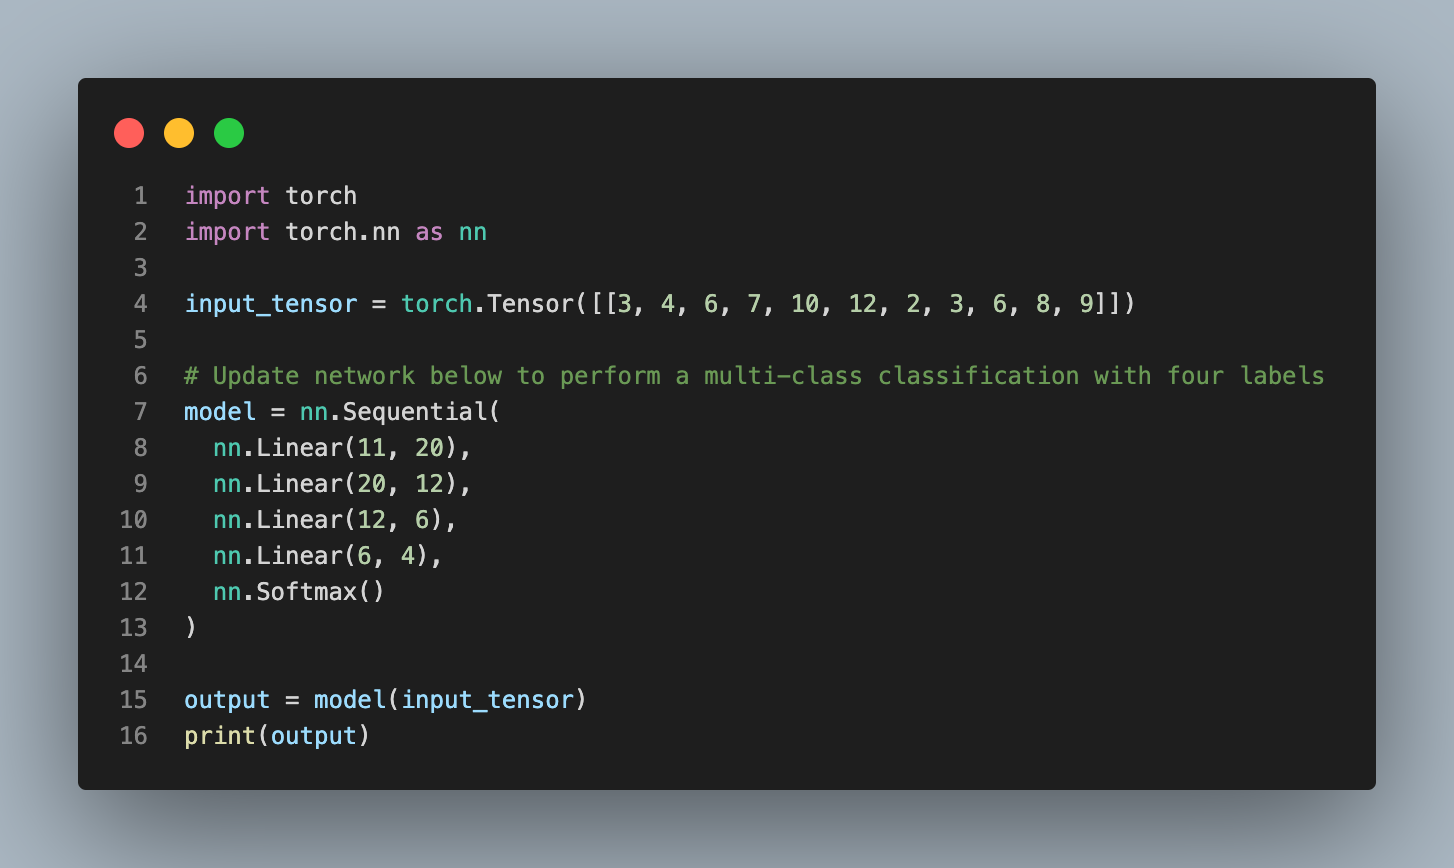 1 import torch
2 import torch.nn as nn
3
4 input_tensor = torch.Tensor([[3, 4, 6, 7, 10, 12, 2, 3, 6, 8, 9]])
5
6 # Update network below to perform a multi-class classification with four labels
7 model = nn.Sequential(
8   nn.Linear(11, 20),
9   nn.Linear(20, 12),
10   nn.Linear(12, 6),
11   nn.Linear(6, 4),
12   nn.Softmax()
13 )
14
15 output = model(input_tensor)
16 print(output)